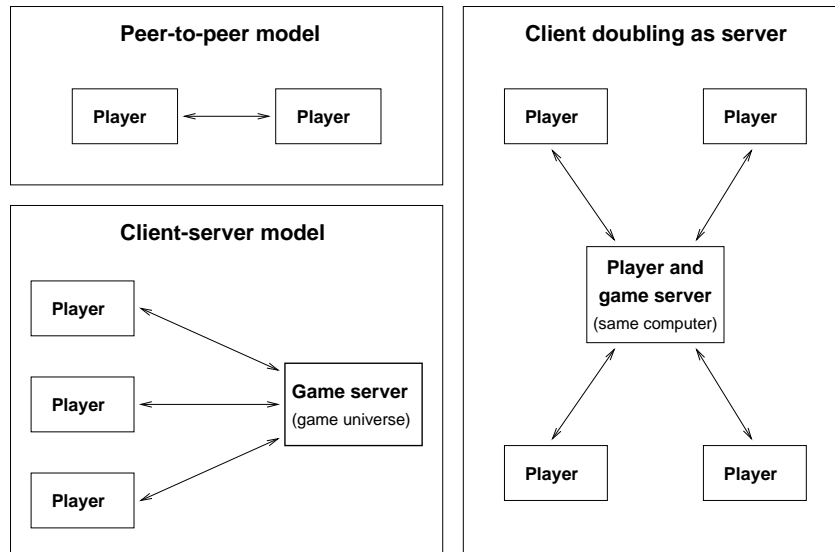 Peer-to-peer model
Player
Player
Client-server model
Player
Player
Player
Game server
(game universe)
Client doubling as server
Player
Player
Player and
game server
(same computer)
Player
Player